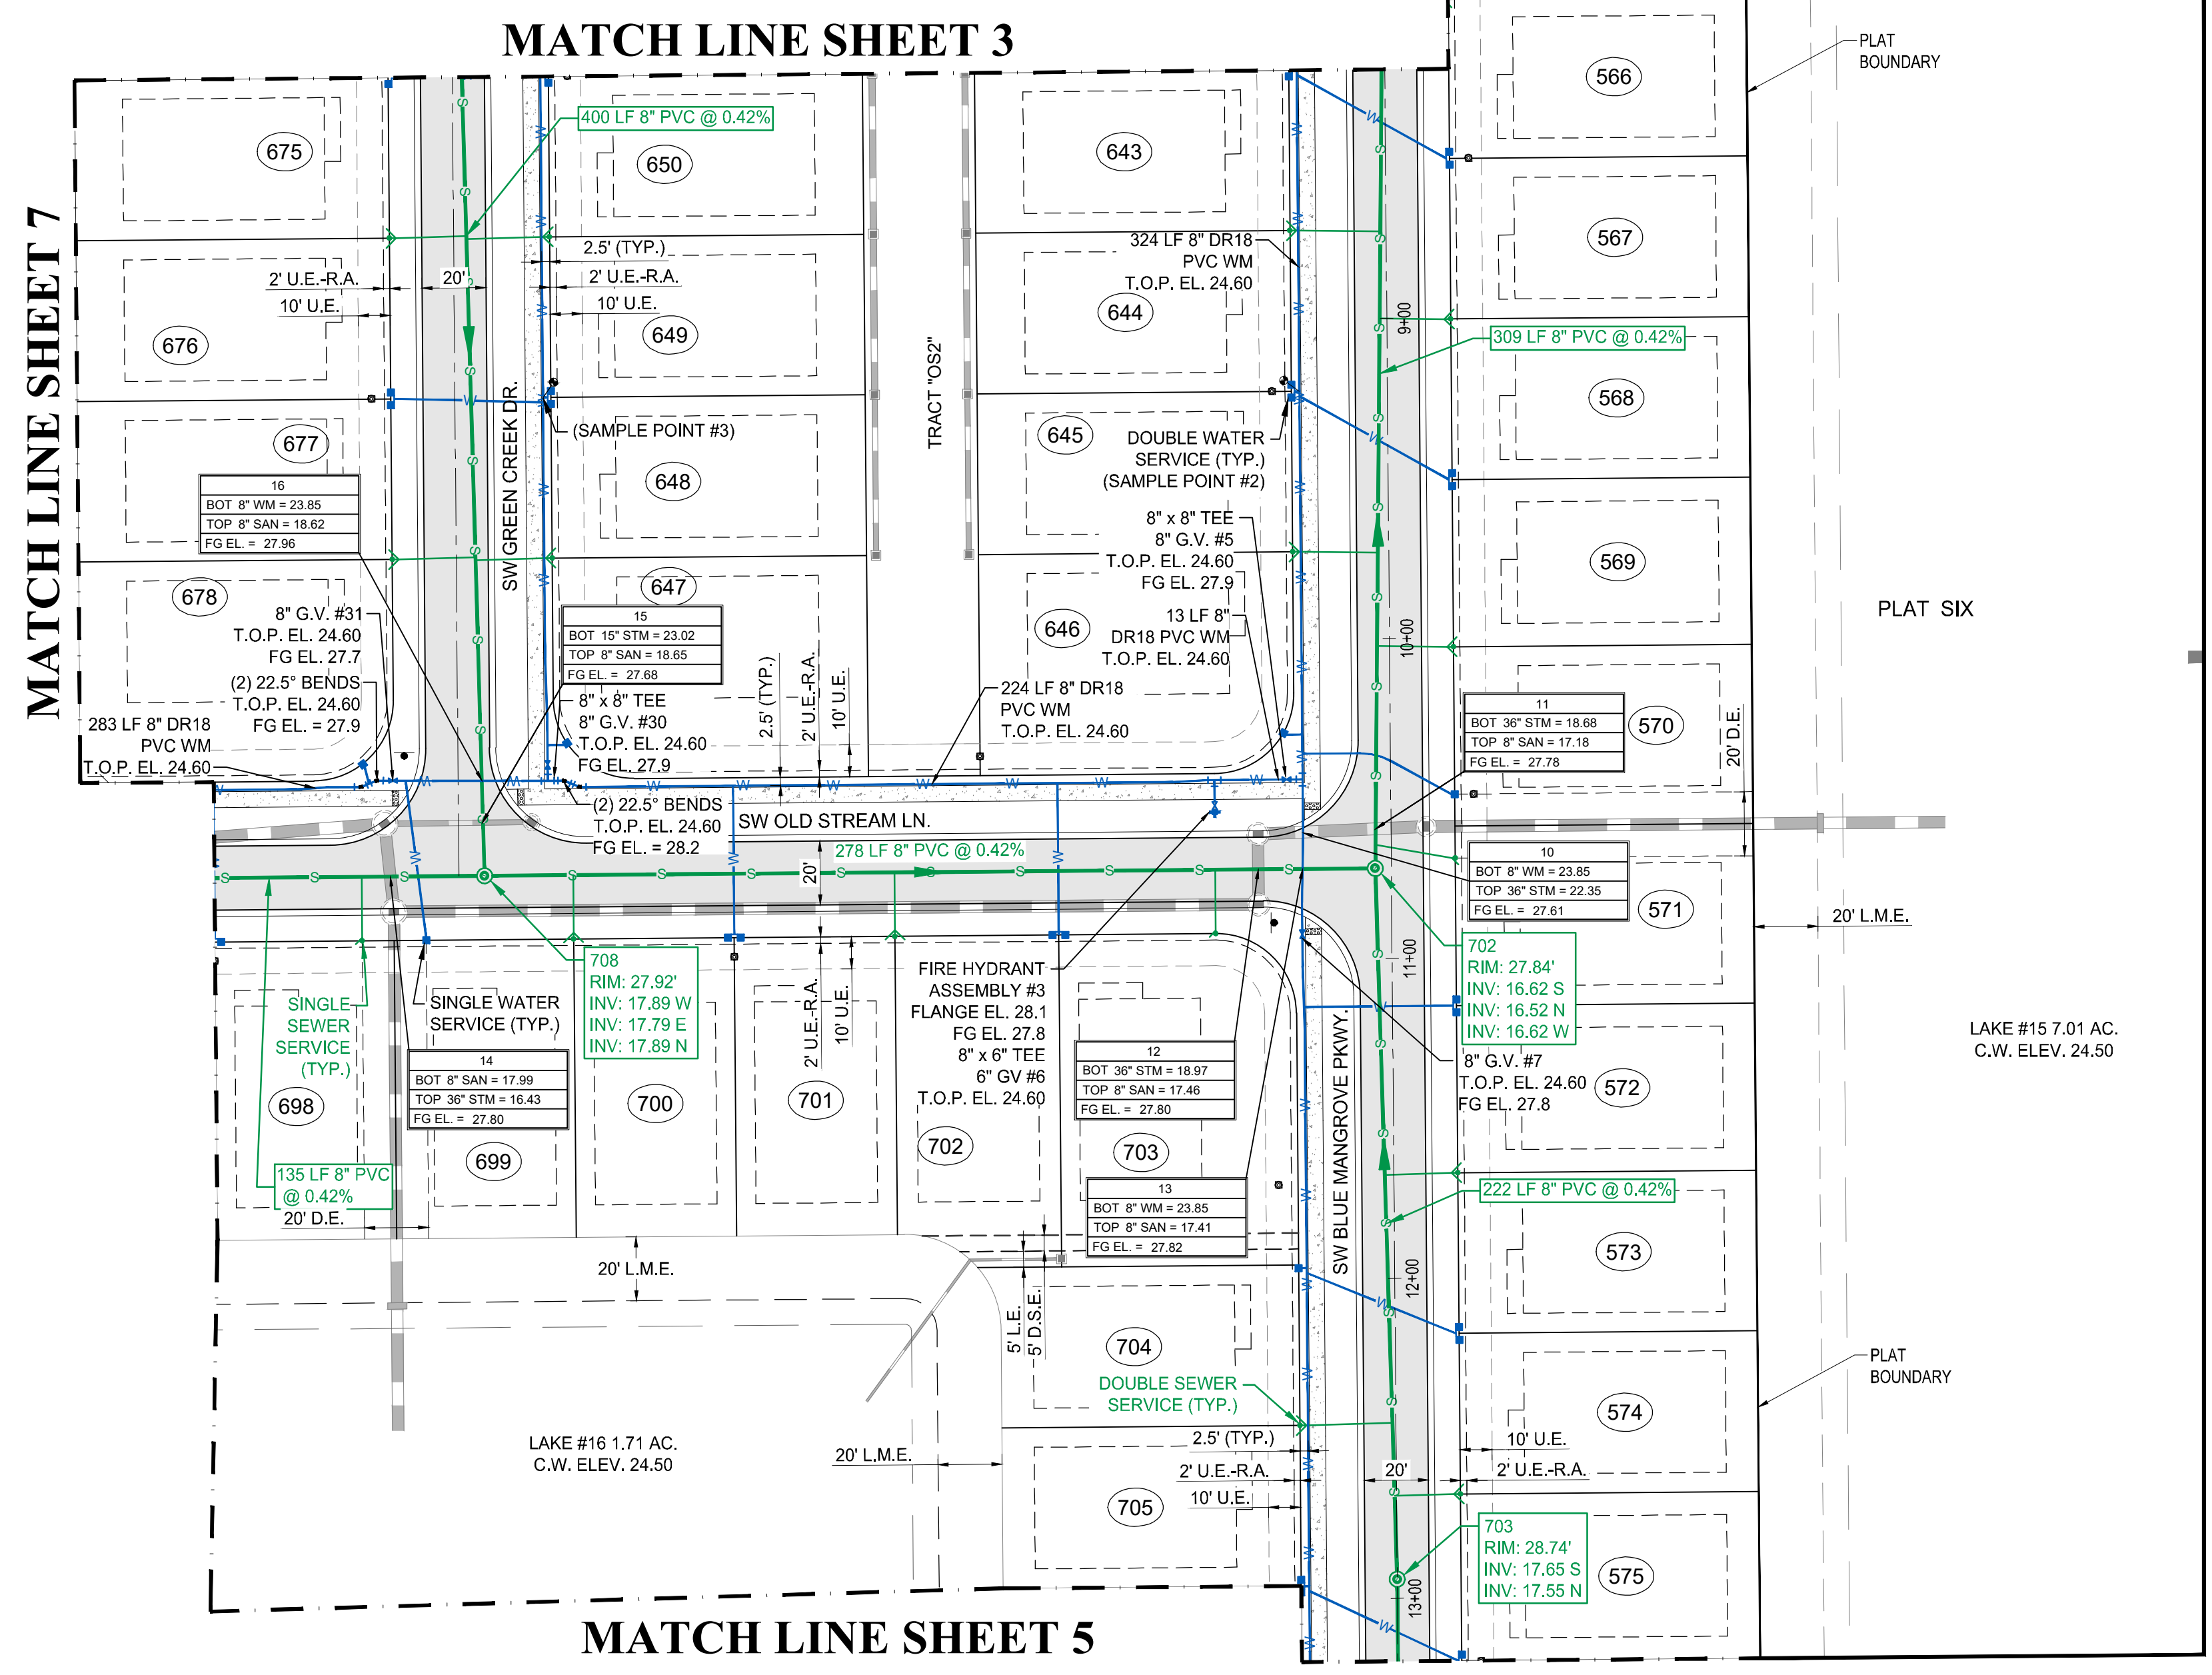 MATCH LINE SHEET 3
MATCH LINE SHEET 7
MATCH LINE SHEET 5
PLAT
BOUNDARY
566
567
568
569
570
571
572
573
574
575
675
676
677
678
650
649
648
647
643
644
645
646
698
699
700
701
702
703
704
705
400 LF 8" PVC @ 0.42%
2.5' (TYP.)
2' U.E.-R.A.
10' U.E.
20'
2' U.E.-R.A.
10' U.E.
SW GREEN CREEK DR.
(SAMPLE POINT #3)
TRACT "OS2"
324 LF 8" DR18
PVC WM
T.O.P. EL. 24.60
DOUBLE WATER
SERVICE (TYP.)
(SAMPLE POINT #2)
8" x 8" TEE
8" G.V. #5
T.O.P. EL. 24.60
FG EL. 27.9
13 LF 8"
DR18 PVC WM
T.O.P. EL. 24.60
224 LF 8" DR18
PVC WM
T.O.P. EL. 24.60
9+00
309 LF 8" PVC @ 0.42%
10+00
PLAT SIX
16
BOT 8" WM = 23.85
TOP 8" SAN = 18.62
FG EL. = 27.96
8" G.V. #31
T.O.P. EL. 24.60
FG EL. 27.7
(2) 22.5° BENDS
T.O.P. EL. 24.60
FG EL. = 27.9
283 LF 8" DR18
PVC WM
T.O.P. EL. 24.60
15
BOT 15" STM = 23.02
TOP 8" SAN = 18.65
FG EL. = 27.68
8" x 8" TEE
8" G.V. #30
T.O.P. EL. 24.60
FG EL. 27.9
2.5' (TYP.)
2' U.E.-R.A.
10' U.E.
(2) 22.5° BENDS
T.O.P. EL. 24.60
FG EL. = 28.2
SW OLD STREAM LN.
278 LF 8" PVC @ 0.42%
20'
11
BOT 36" STM = 18.68
TOP 8" SAN = 17.18
FG EL. = 27.78
20' D.E.
10
BOT 8" WM = 23.85
TOP 36" STM = 22.35
FG EL. = 27.61
20' L.M.E.
702
RIM: 27.84'
INV: 16.62 S
INV: 16.52 N
INV: 16.62 W
11+00
8" G.V. #7
T.O.P. EL. 24.60
FG EL. 27.8
LAKE #15 7.01 AC.
C.W. ELEV. 24.50
SINGLE
SEWER
SERVICE
(TYP.)
SINGLE WATER
SERVICE (TYP.)
708
RIM: 27.92'
INV: 17.89 W
INV: 17.79 E
INV: 17.89 N
2' U.E.-R.A.
10' U.E.
FIRE HYDRANT
ASSEMBLY #3
FLANGE EL. 28.1
FG EL. 27.8
8" x 6" TEE
6" GV #6
T.O.P. EL. 24.60
14
BOT 8" SAN = 17.99
TOP 36" STM = 16.43
FG EL. = 27.80
12
BOT 36" STM = 18.97
TOP 8" SAN = 17.46
FG EL. = 27.80
13
BOT 8" WM = 23.85
TOP 8" SAN = 17.41
FG EL. = 27.82
SW BLUE MANGROVE PKWY.
135 LF 8" PVC
@ 0.42%
20' D.E.
20' L.M.E.
222 LF 8" PVC @ 0.42%
12+00
5' L.E.
5' D.S.E.
DOUBLE SEWER
SERVICE (TYP.)
PLAT
BOUNDARY
LAKE #16 1.71 AC.
C.W. ELEV. 24.50
20' L.M.E.
2.5' (TYP.)
2' U.E.-R.A.
10' U.E.
20'
10' U.E.
2' U.E.-R.A.
703
RIM: 28.74'
INV: 17.65 S
INV: 17.55 N
13+00